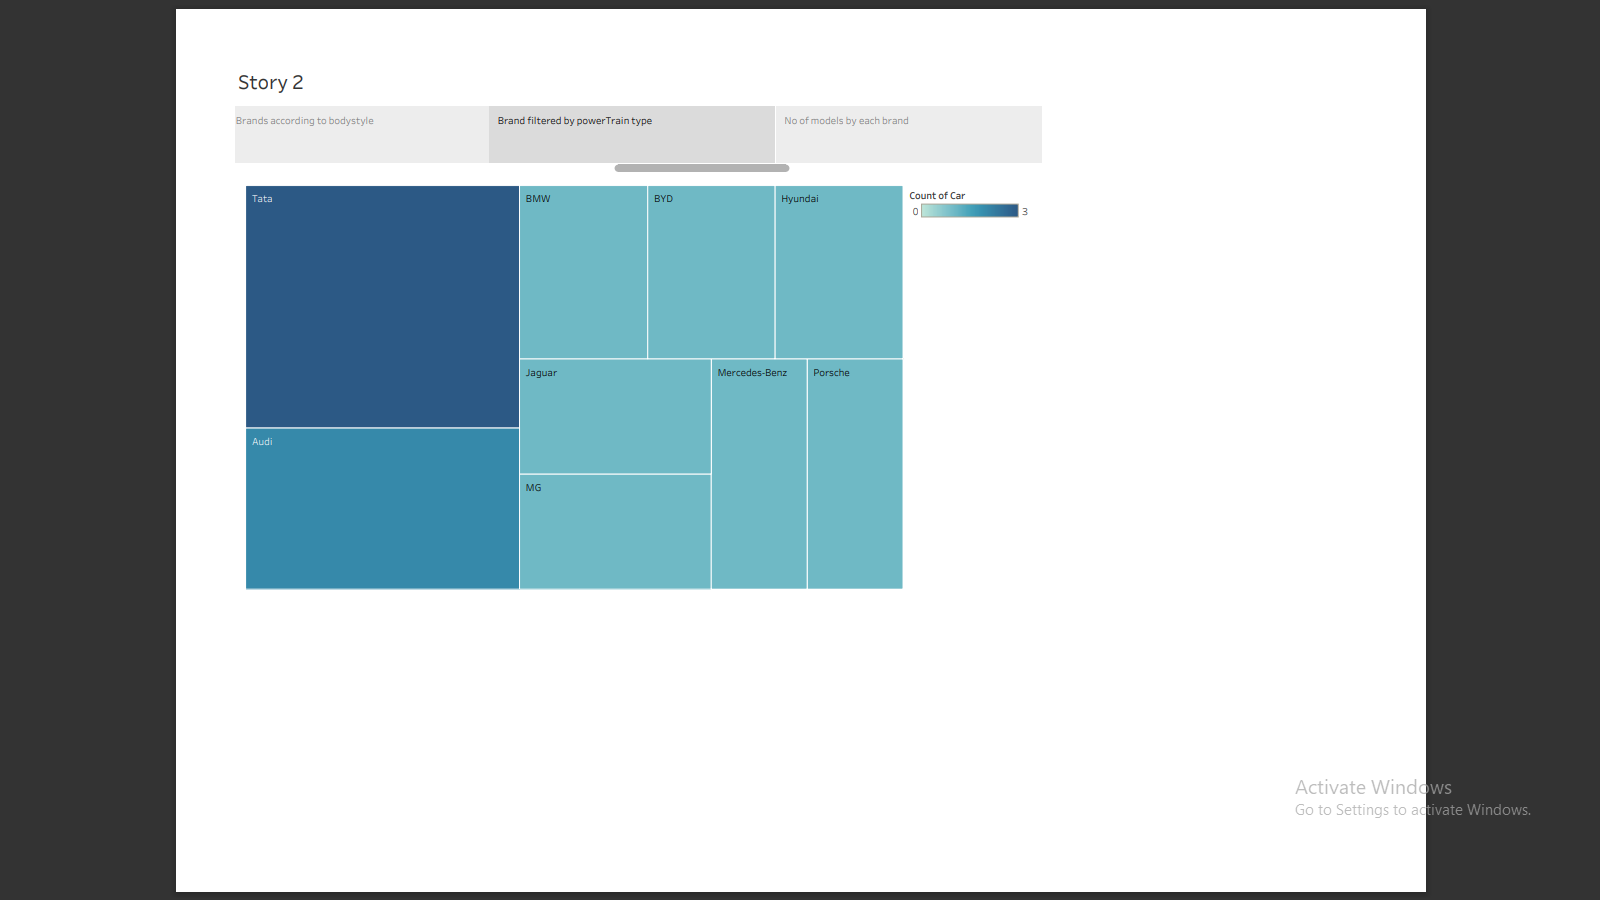 Story 2
Brands according to bodystyle
Brand filtered by powerTrain type
No of models by each brand
Tata
BMW
BYD
Hyundai
Count of Car
0
3
Jaguar
Mercedes-Benz
Porsche
Audi
MG
Activate Windows
Go to Settings to activate Windows.